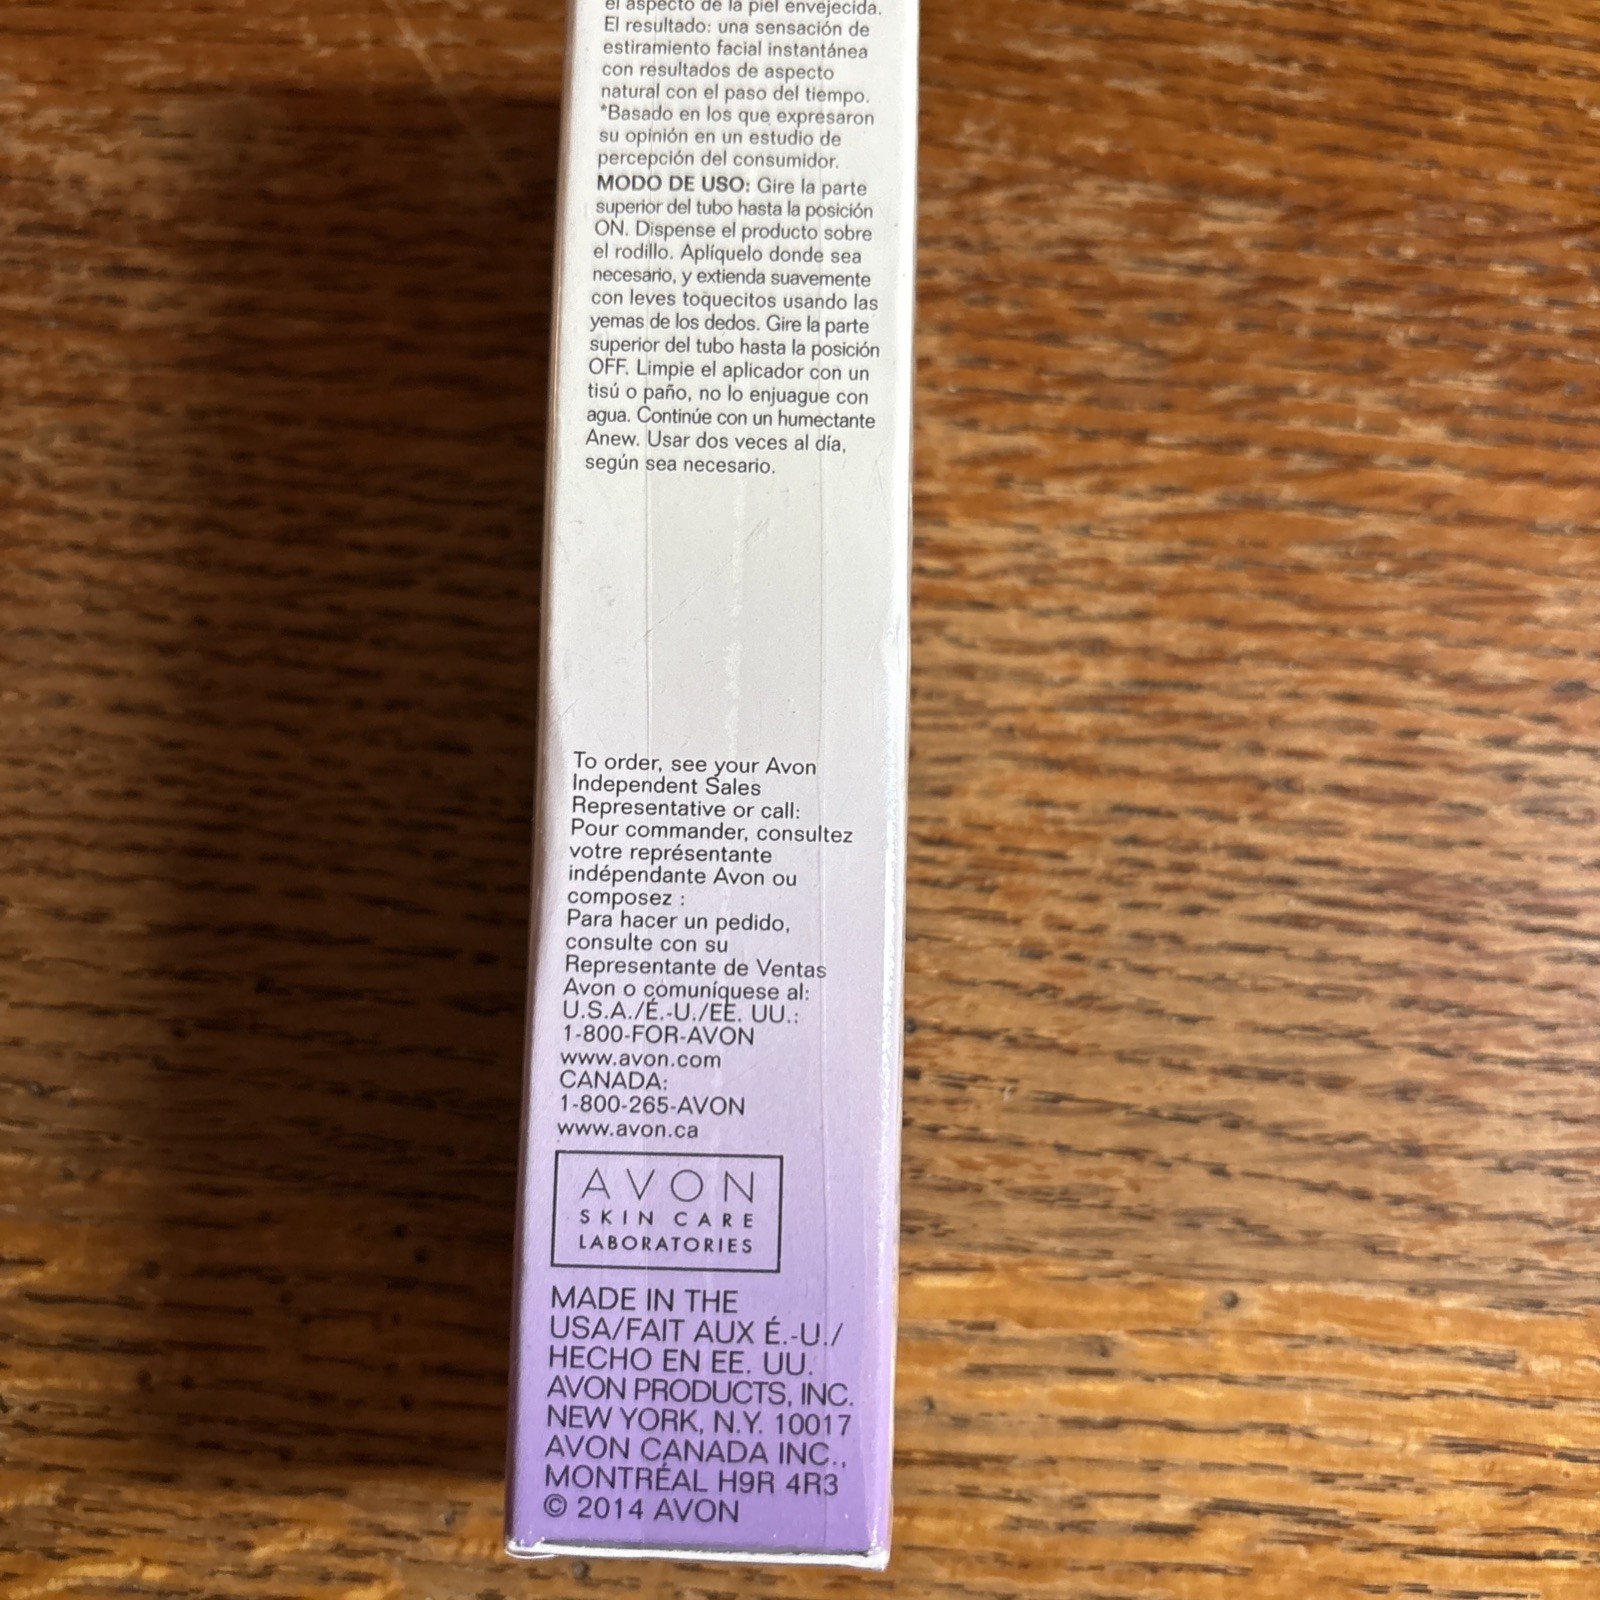 el aspecto de la piel envejecida.
El resultado: una sensación de
estiramiento facial instantánea
con resultados de aspecto
natural con el paso del tiempo.
*Basado en los que expresaron
su opinión en un estudio de
percepción del consumidor.
MODO DE USO: Gire la parte
superior del tubo hasta la posición
ON. Dispense el producto sobre
el rodillo. Aplíquelo donde sea
necesario, y extienda suavemente
con leves toquecitos usando las
yemas de los dedos. Gire la parte
superior del tubo hasta la posición
OFF. Limpie el aplicador con un
tisú o paño, no lo enjuague con
agua. Continúe con un humectante
Anew. Usar dos veces al día,
según sea necesario.
To order, see your Avon
Independent Sales
Representative or call:
Pour commander, consultez
votre représentante
indépendante Avon ou
composez :
Para hacer un pedido,
consulte con su
Representante de Ventas
Avon o comuníquese al:
U.S.A./É.-U./EE. UU.:
1-800-FOR-AVON
www.avon.com
CANADA:
1-800-265-AVON
www.avon.ca
AVON
SKIN CARE
LABORATORIES
MADE IN THE
USA/FAIT AUX É.-U./
HECHO EN EE. UU.
AVON PRODUCTS, INC.
NEW YORK, N.Y. 10017
AVON CANADA INC.,
MONTRÉAL H9R 4R3
© 2014 AVON